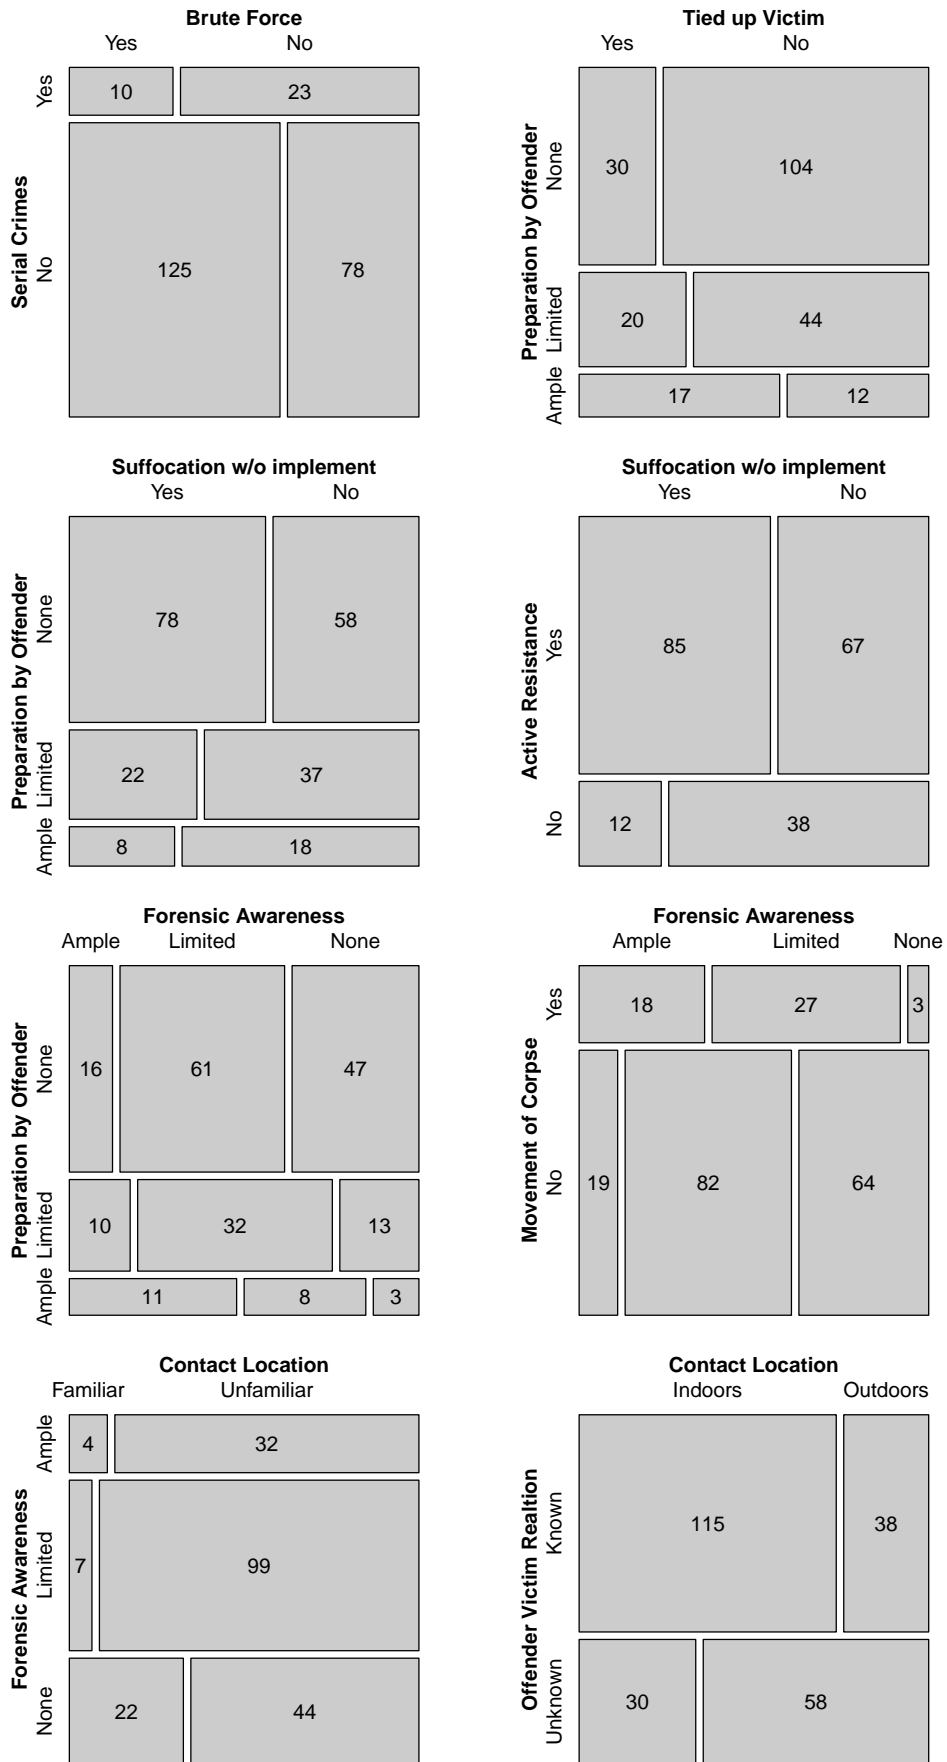 Brute Force
Yes No
Serial Crimes
Yes
10 23
No
125 78
Tied up Victim
Yes No
Preparation by Offender
None
30 104
Limited
20 44
Ample
17 12
Suffocation w/o implement
Yes No
Preparation by Offender
None
78 58
Limited
22 37
Ample
8 18
Suffocation w/o implement
Yes No
Active Resistance
Yes
85 67
No
12 38
Forensic Awareness
Ample Limited None
Preparation by Offender
None
16 61 47
Limited
10 32 13
Ample
11 8 3
Forensic Awareness
Ample Limited None
Movement of Corpse
Yes
18 27 3
No
19 82 64
Contact Location
Familiar Unfamiliar
Forensic Awareness
Ample
4 32
Limited
7 99
None
22 44
Contact Location
Indoors Outdoors
Offender Victim Realtion
Known
115 38
Unknown
30 58